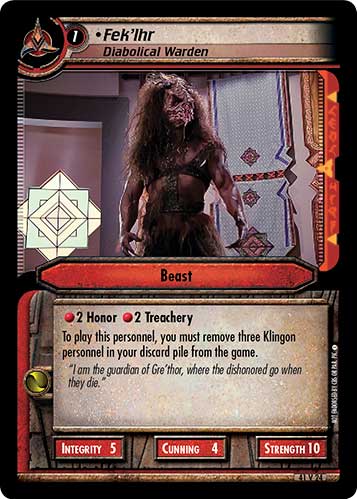 1
•Fek'lhr
Diabolical Warden
Beast
2 Honor 2 Treachery
To play this personnel, you must remove three Klingon
personnel in your discard pile from the game.
"I am the guardian of Gre'thor, where the dishonored go when
they die."
INTEGRITY 5 CUNNING 4 STRENGTH 10
41 V 24